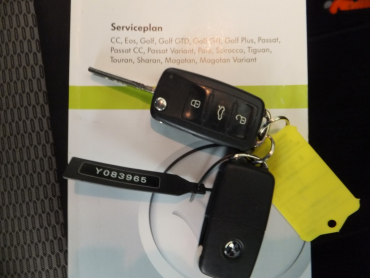 Serviceplan
CC, Eos, Golf, Golf GTD, Golf GTI, Golf Plus, Passat,
Passat CC, Passat Variant, Polo, Scirocco, Tiguan,
Touran, Sharan, Magotan, Magotan Variant
Y083965